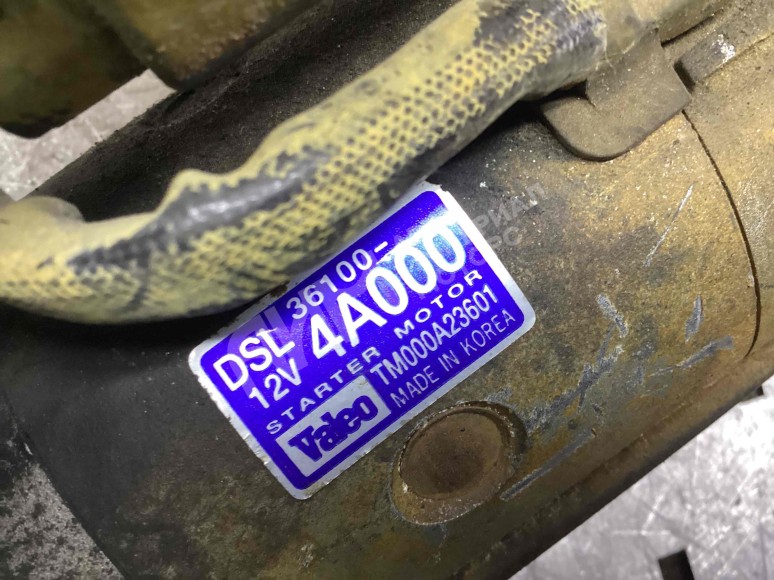 DSL 36100-
12V 4A000
STARTER MOTOR
Valeo TM000A23601
MADE IN KOREA